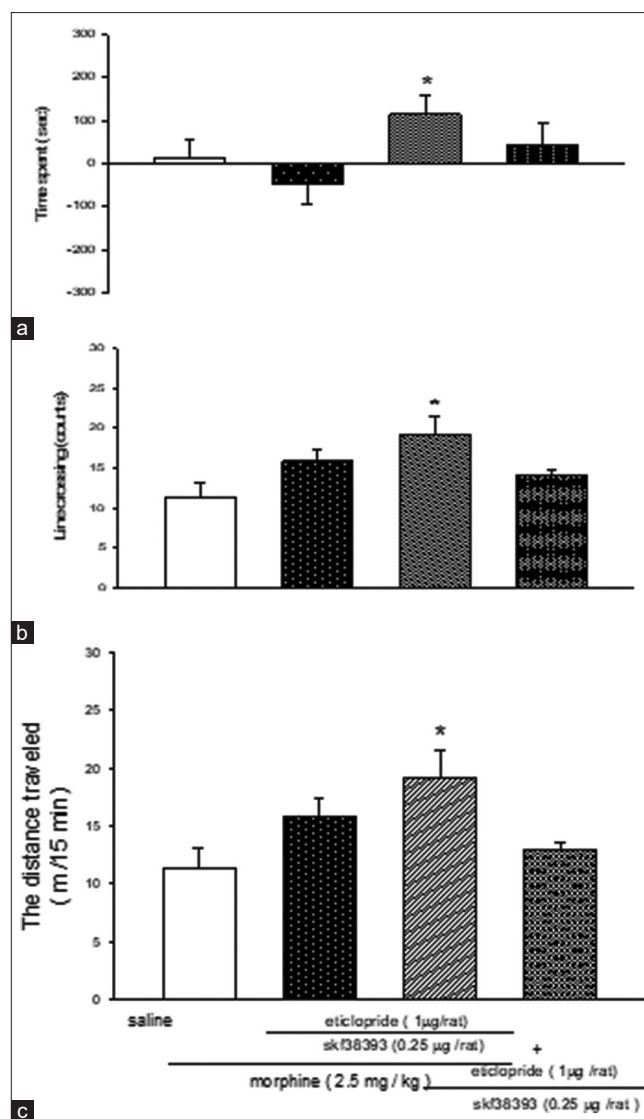 300
*
200
100
0
-100
-200
-300
Time spent (sec)
a
30
25
*
20
15
10
5
0
Linecrossing (counts)
b
30
25
*
20
15
10
5
0
The distance traveled
( m /15 min )
saline
eticlopride ( 1µg/rat)
skf38393 (0.25 µg /rat)
+
morphine ( 2.5 mg / kg )
eticlopride ( 1µg /rat)
skf38393 (0.25 µg /rat )
c